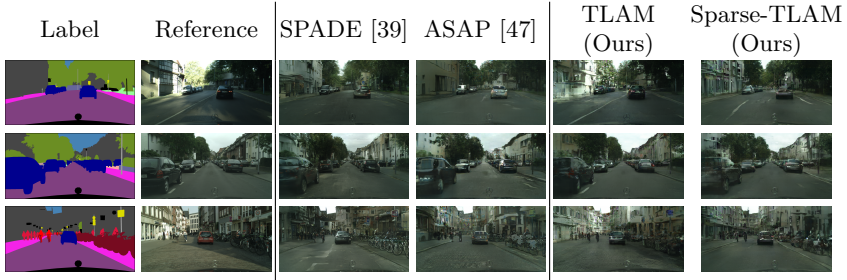 Label
Reference
SPADE [39]
ASAP [47]
TLAM
(Ours)
Sparse-TLAM
(Ours)